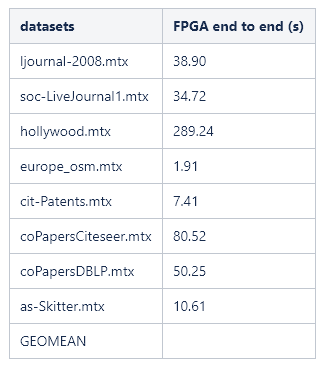 datasets FPGA end to end (s)
ljournal-2008.mtx 38.90
soc-LiveJournal1.mtx 34.72
hollywood.mtx 289.24
europe_osm.mtx 1.91
cit-Patents.mtx 7.41
coPapersCiteseer.mtx 80.52
coPapersDBLP.mtx 50.25
as-Skitter.mtx 10.61
GEOMEAN